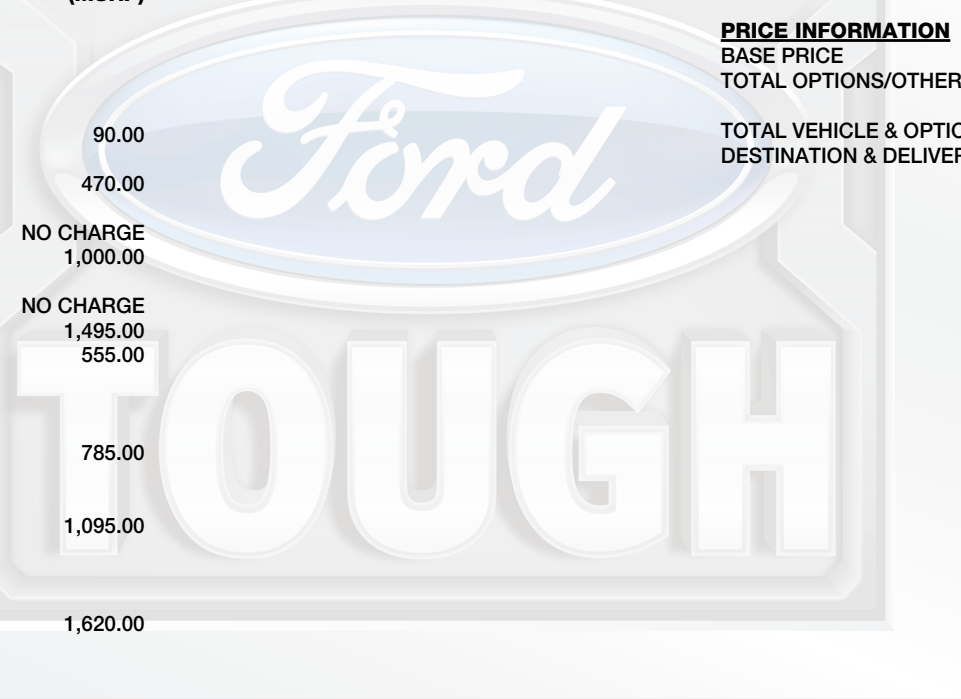 (MSRP)
90.00
470.00
NO CHARGE
1,000.00
NO CHARGE
1,495.00
555.00
785.00
1,095.00
1,620.00
PRICE INFORMATION
BASE PRICE
TOTAL OPTIONS/OTHER
TOTAL VEHICLE & OPTIO
DESTINATION & DELIVER
Ford
TOUGH